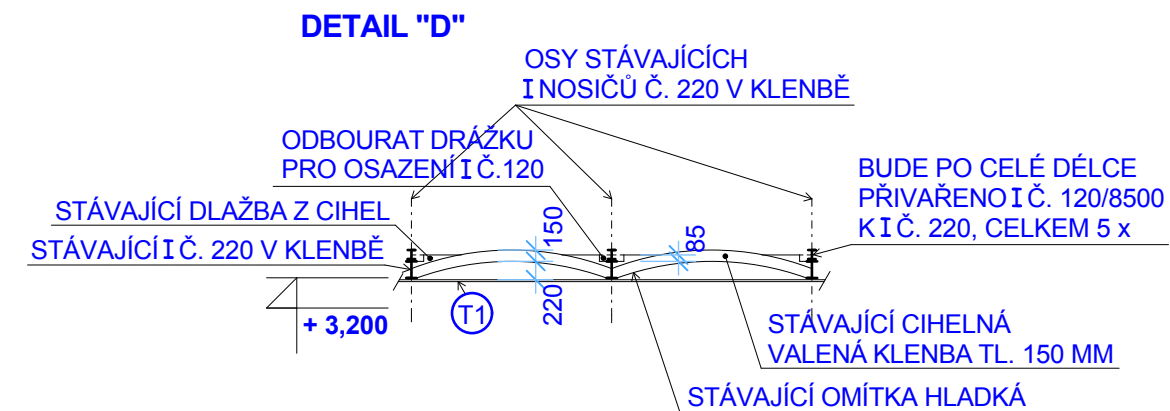 DETAIL "D"
OSY STÁVAJÍCÍCH
I NOSIČŮ Č. 220 V KLENBĚ
ODBOURAT DRÁŽKU
PRO OSAZENÍ I Č.120
BUDE PO CELÉ DÉLCE
PŘIVAŘENO I Č. 120/8500
K I Č. 220, CELKEM 5 x
STÁVAJÍCÍ DLAŽBA Z CIHEL
STÁVAJÍCÍ I Č. 220 V KLENBĚ
150
85
220
T1
+ 3,200
STÁVAJÍCÍ CIHELNÁ
VALENÁ KLENBA TL. 150 MM
STÁVAJÍCÍ OMÍTKA HLADKÁ